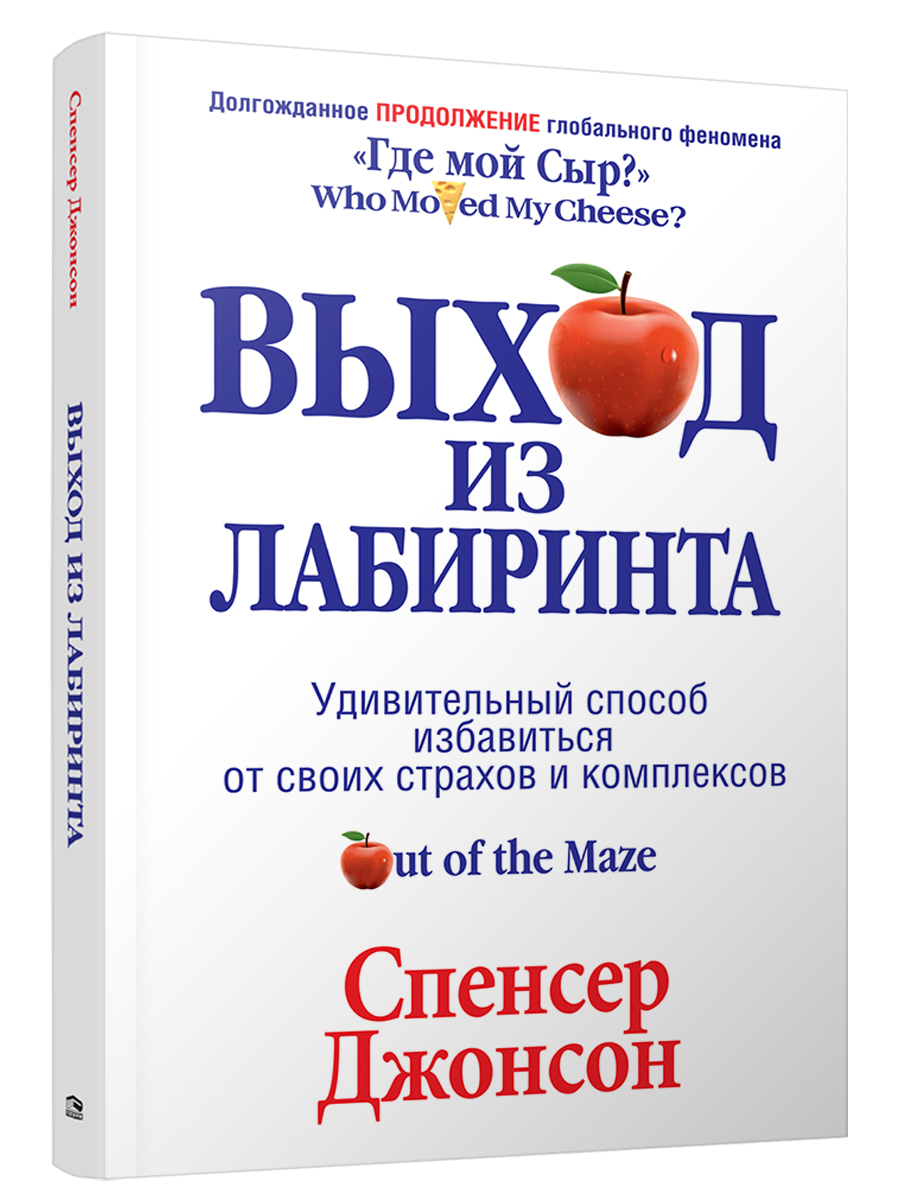 Долгожданное ПРОДОЛЖЕНИЕ глобального феномена
«Где мой Сыр?»
Who Moved My Cheese?
ВЫХОД
ИЗ
ЛАБИРИНТА
Удивительный способ
избавиться
от своих страхов и комплексов
Out of the Maze
Спенсер
Джонсон
Спенсер Джонсон
ВЫХОД ИЗ ЛАБИРИНТА